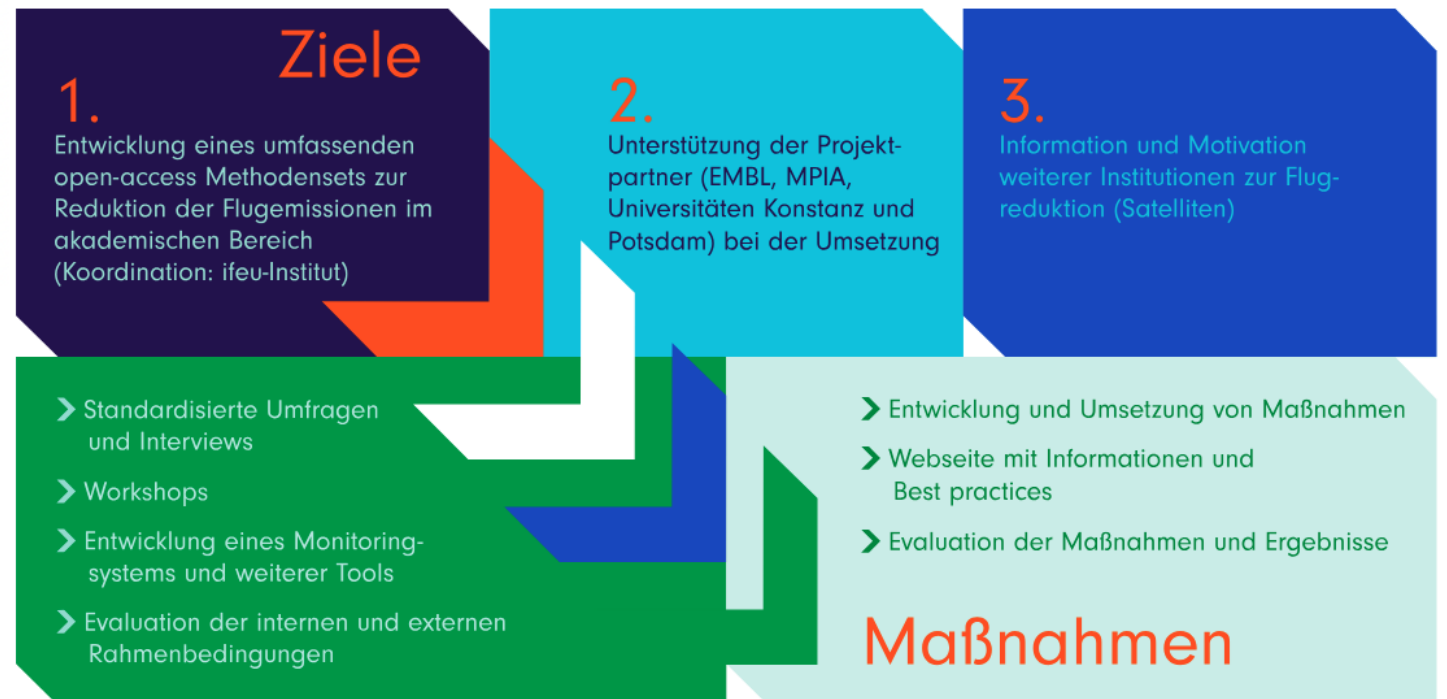 Ziele
1.
Entwicklung eines umfassenden
open-access Methodensets zur
Reduktion der Flugemissionen im
akademischen Bereich
(Koordination: ifeu-Institut)
2.
Unterstützung der Projekt-
partner (EMBL, MPIA,
Universitäten Konstanz und
Potsdam) bei der Umsetzung
3.
Information und Motivation
weiterer Institutionen zur Flug-
reduktion (Satelliten)
Standardisierte Umfragen
und Interviews
Workshops
Entwicklung eines Monitoring-
systems und weiterer Tools
Evaluation der internen und externen
Rahmenbedingungen
Entwicklung und Umsetzung von Maßnahmen
Webseite mit Informationen und
Best practices
Evaluation der Maßnahmen und Ergebnisse
Maßnahmen